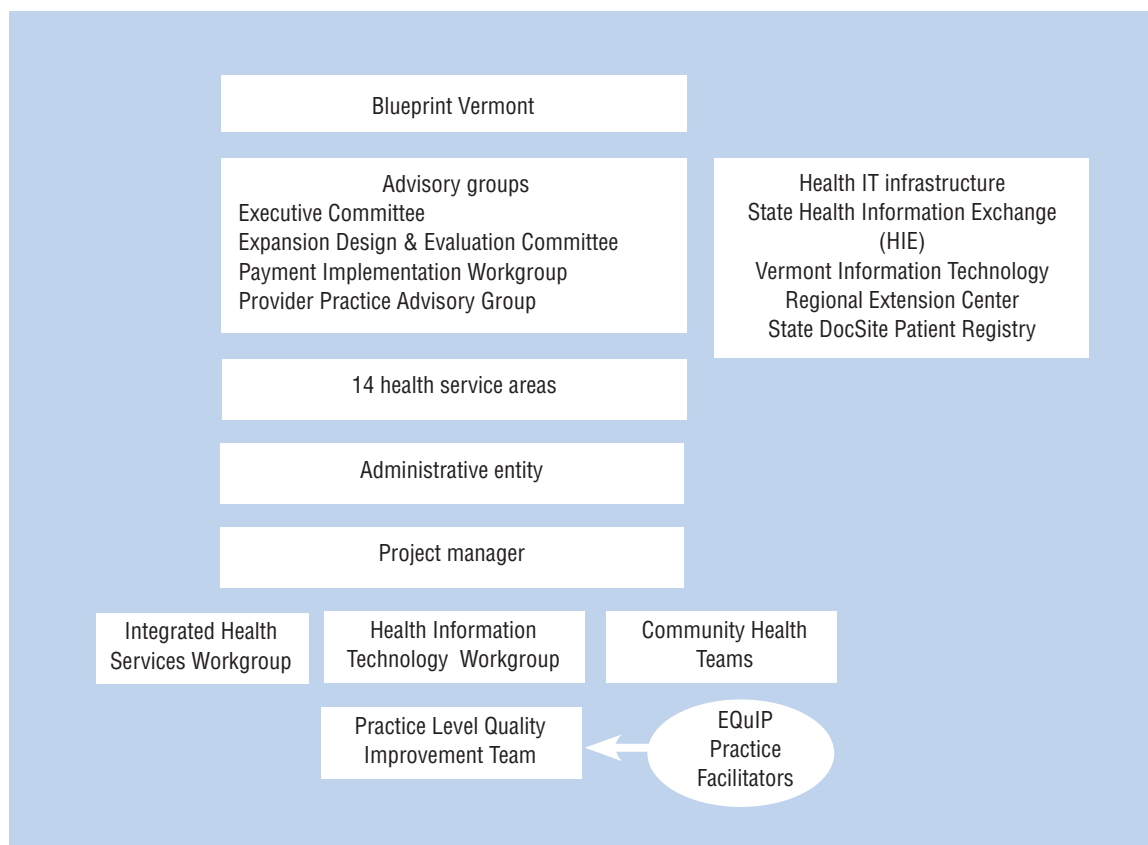 Blueprint Vermont
Advisory groups
Executive Committee
Expansion Design & Evaluation Committee
Payment Implementation Workgroup
Provider Practice Advisory Group
Health IT infrastructure
State Health Information Exchange
(HIE)
Vermont Information Technology
Regional Extension Center
State DocSite Patient Registry
14 health service areas
Administrative entity
Project manager
Integrated Health
Services Workgroup
Health Information
Technology Workgroup
Community Health
Teams
Practice Level Quality
Improvement Team
EQuIP
Practice
Facilitators